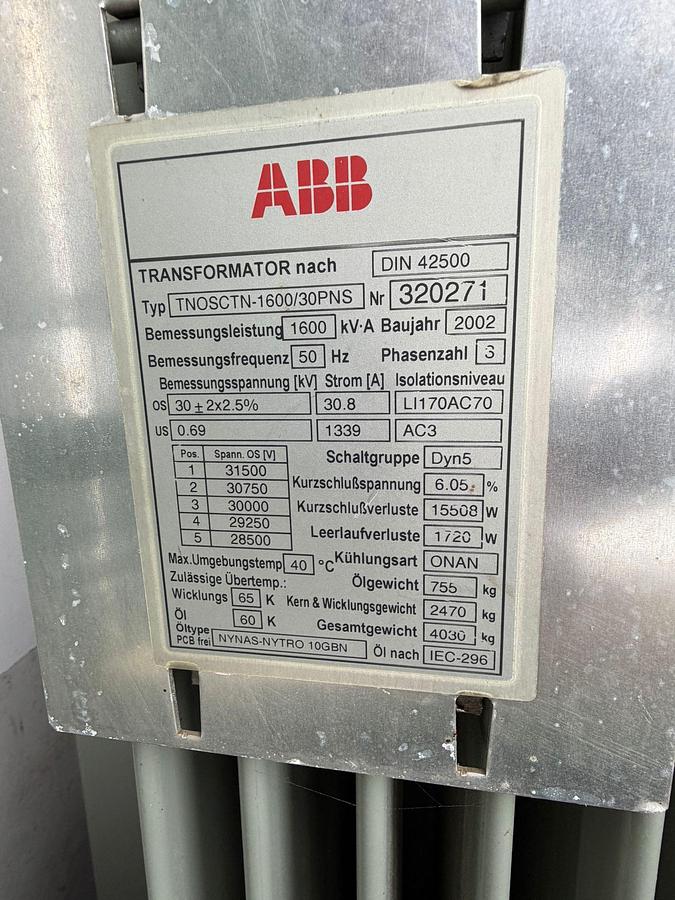 ABB
TRANSFORMATOR nach DIN 42500
Typ TNOSCTN-1600/30PNS Nr 320271
Bemessungsleistung 1600 kV·A Baujahr 2002
Bemessungsfrequenz 50 Hz Phasenzahl 3
Bemessungsspannung [kV] Strom [A] Isolationsniveau
OS 30 ± 2x2.5% 30.8 LI170AC70
US 0.69 1339 AC3
Pos. Spann. OS [V]
1 31500
2 30750
3 30000
4 29250
5 28500
Schaltgruppe Dyn5
Kurzschlußspannung 6.05 %
Kurzschlußverluste 15508 W
Leerlaufverluste 1720 W
Max.Umgebungstemp 40 °C Kühlungsart ONAN
Zulässige Übertemp.: Ölgewicht 755 kg
Wicklungs 65 K Kern & Wicklungsgewicht 2470 kg
Öl 60 K Gesamtgewicht 4030 kg
Öltype
PCB frei NYNAS-NYTRO 10GBN Öl nach IEC-296